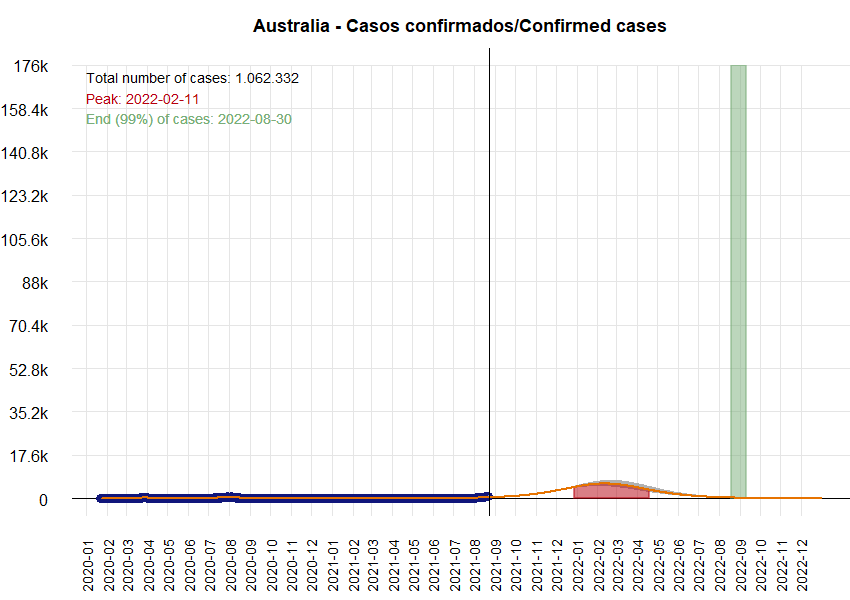 Australia - Casos confirmados/Confirmed cases
176k
158.4k
140.8k
123.2k
105.6k
88k
70.4k
52.8k
35.2k
17.6k
0
Total number of cases: 1.062.332
Peak: 2022-02-11
End (99%) of cases: 2022-08-30
2020-01
2020-02
2020-03
2020-04
2020-05
2020-06
2020-07
2020-08
2020-09
2020-10
2020-11
2020-12
2021-01
2021-02
2021-03
2021-04
2021-05
2021-06
2021-07
2021-08
2021-09
2021-10
2021-11
2021-12
2022-01
2022-02
2022-03
2022-04
2022-05
2022-06
2022-07
2022-08
2022-09
2022-10
2022-11
2022-12